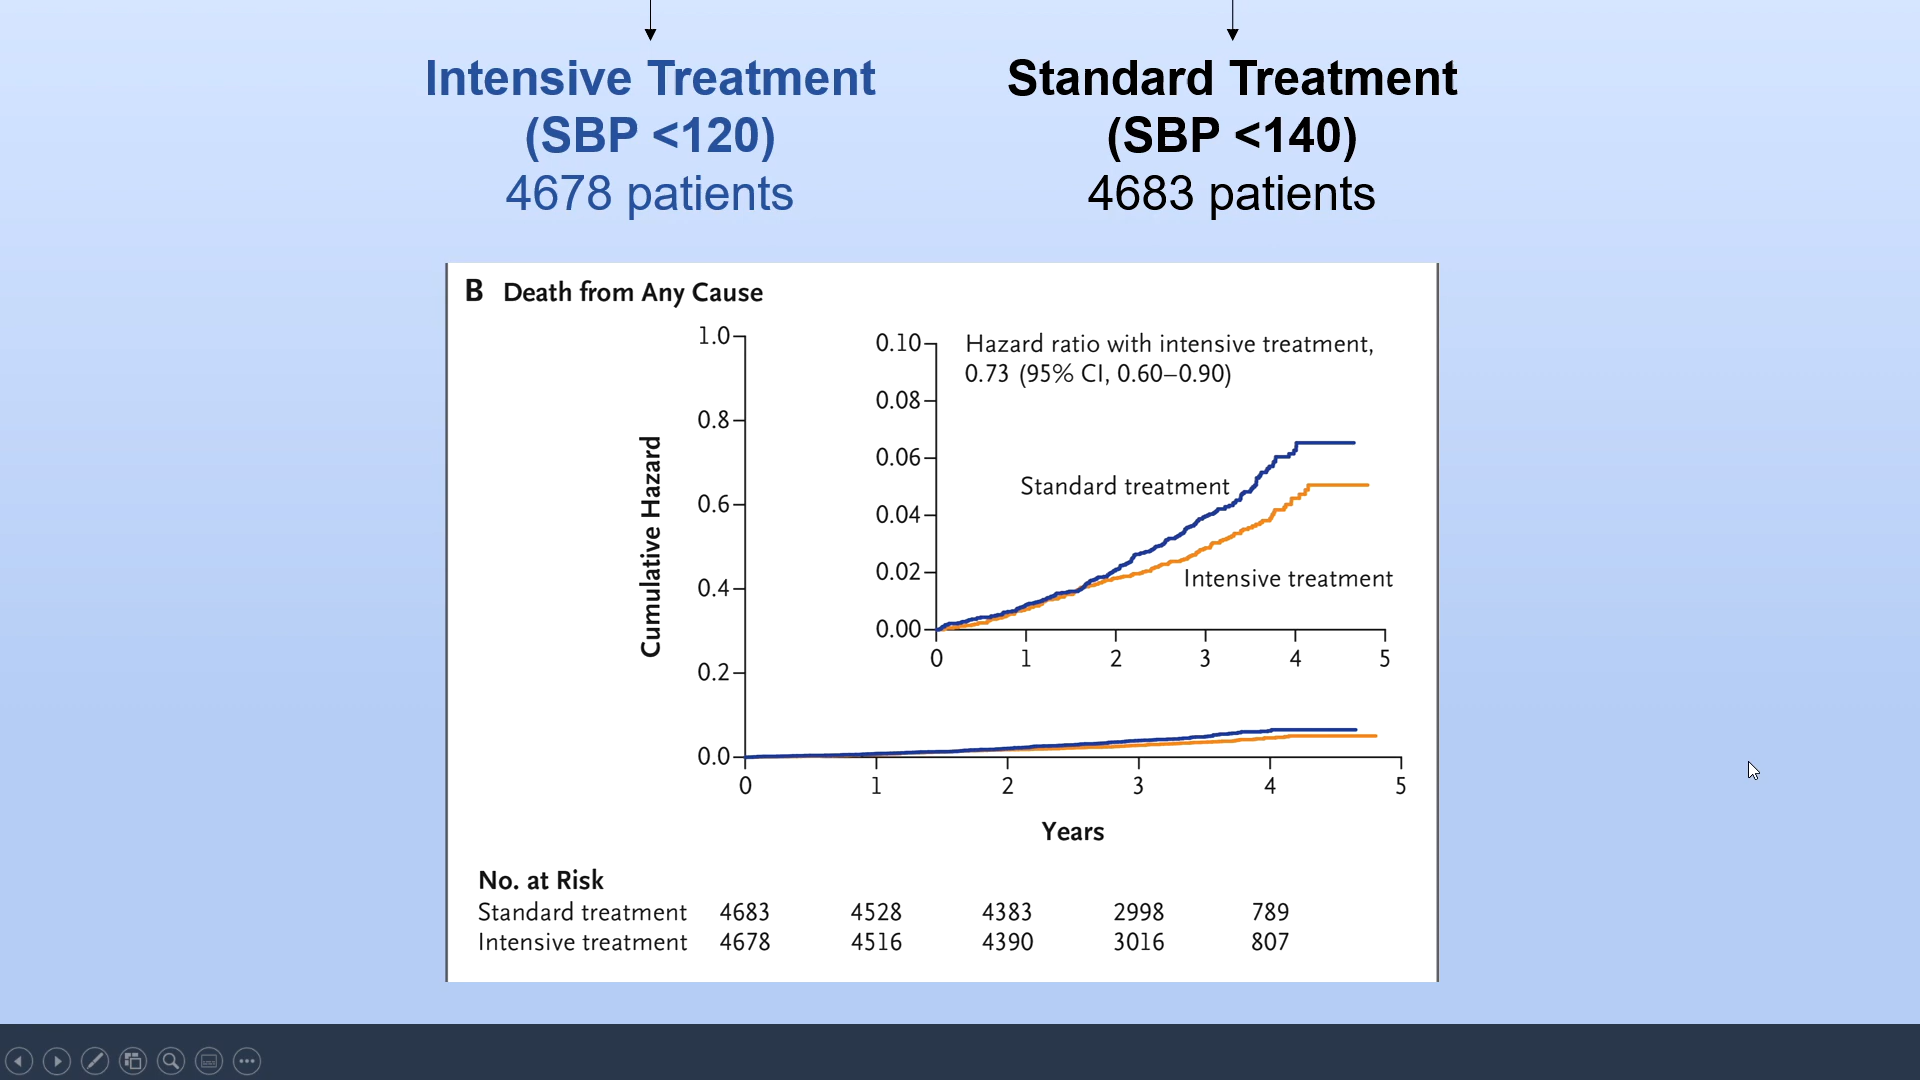 Intensive Treatment
(SBP <120)
4678 patients
Standard Treatment
(SBP <140)
4683 patients
B Death from Any Cause
Cumulative Hazard
1.0
0.8
0.6
0.4
0.2
0.0
0 1 2 3 4 5
Years
0.10
0.08
0.06
0.04
0.02
0.00
0 1 2 3 4 5
Hazard ratio with intensive treatment,
0.73 (95% CI, 0.60–0.90)
Standard treatment
Intensive treatment
No. at Risk
Standard treatment 4683 4528 4383 2998 789
Intensive treatment 4678 4516 4390 3016 807